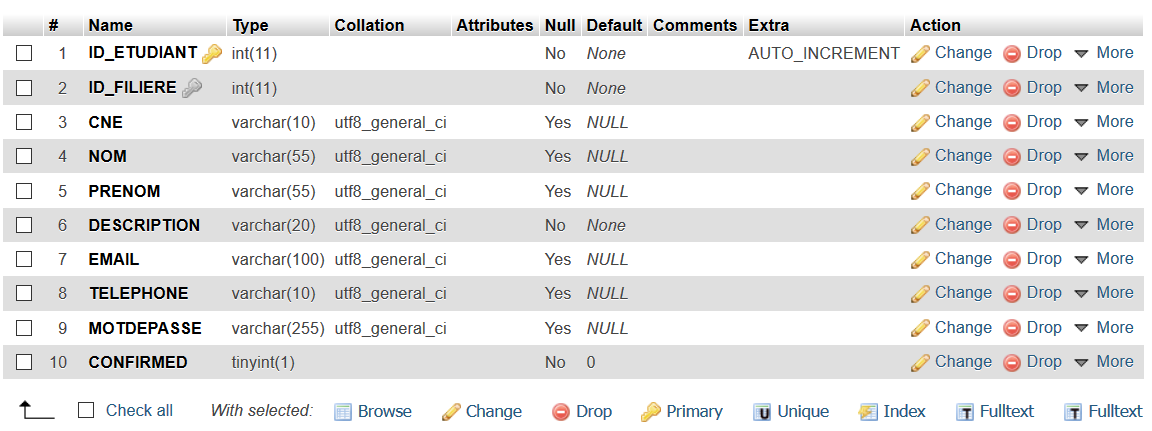 # Name Type Collation Attributes Null Default Comments Extra Action
1 ID_ETUDIANT int(11) No None AUTO_INCREMENT Change Drop More
2 ID_FILIERE int(11) No None Change Drop More
3 CNE varchar(10) utf8_general_ci Yes NULL Change Drop More
4 NOM varchar(55) utf8_general_ci Yes NULL Change Drop More
5 PRENOM varchar(55) utf8_general_ci Yes NULL Change Drop More
6 DESCRIPTION varchar(20) utf8_general_ci No None Change Drop More
7 EMAIL varchar(100) utf8_general_ci Yes NULL Change Drop More
8 TELEPHONE varchar(10) utf8_general_ci Yes NULL Change Drop More
9 MOTDEPASSE varchar(255) utf8_general_ci Yes NULL Change Drop More
10 CONFIRMED tinyint(1) No 0 Change Drop More
Check all With selected: Browse Change Drop Primary U Unique Index T Fulltext T Fulltext